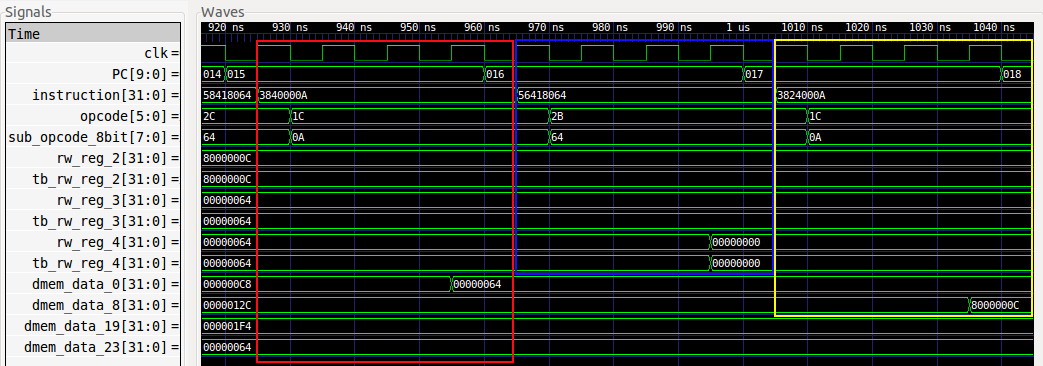 Signals Waves
Time 920 ns 930 ns 940 ns 950 ns 960 ns 970 ns 980 ns 990 ns 1 us 1010 ns 1020 ns 1030 ns 1040 ns
clk =
PC[9:0] = 014 015 016 017 018
instruction[31:0] = 58418064 3840000A 56418064 3824000A
opcode[5:0] = 2C 1C 2B 1C
sub_opcode_8bit[7:0] = 64 0A 64 0A
rw_reg_2[31:0] = 8000000C
tb_rw_reg_2[31:0] = 8000000C
rw_reg_3[31:0] = 00000064
tb_rw_reg_3[31:0] = 00000064
rw_reg_4[31:0] = 00000064 00000000
tb_rw_reg_4[31:0] = 00000064 00000000
dmem_data_0[31:0] = 000000C8 00000064
dmem_data_8[31:0] = 0000012C 8000000C
dmem_data_19[31:0] = 000001F4
dmem_data_23[31:0] = 00000064